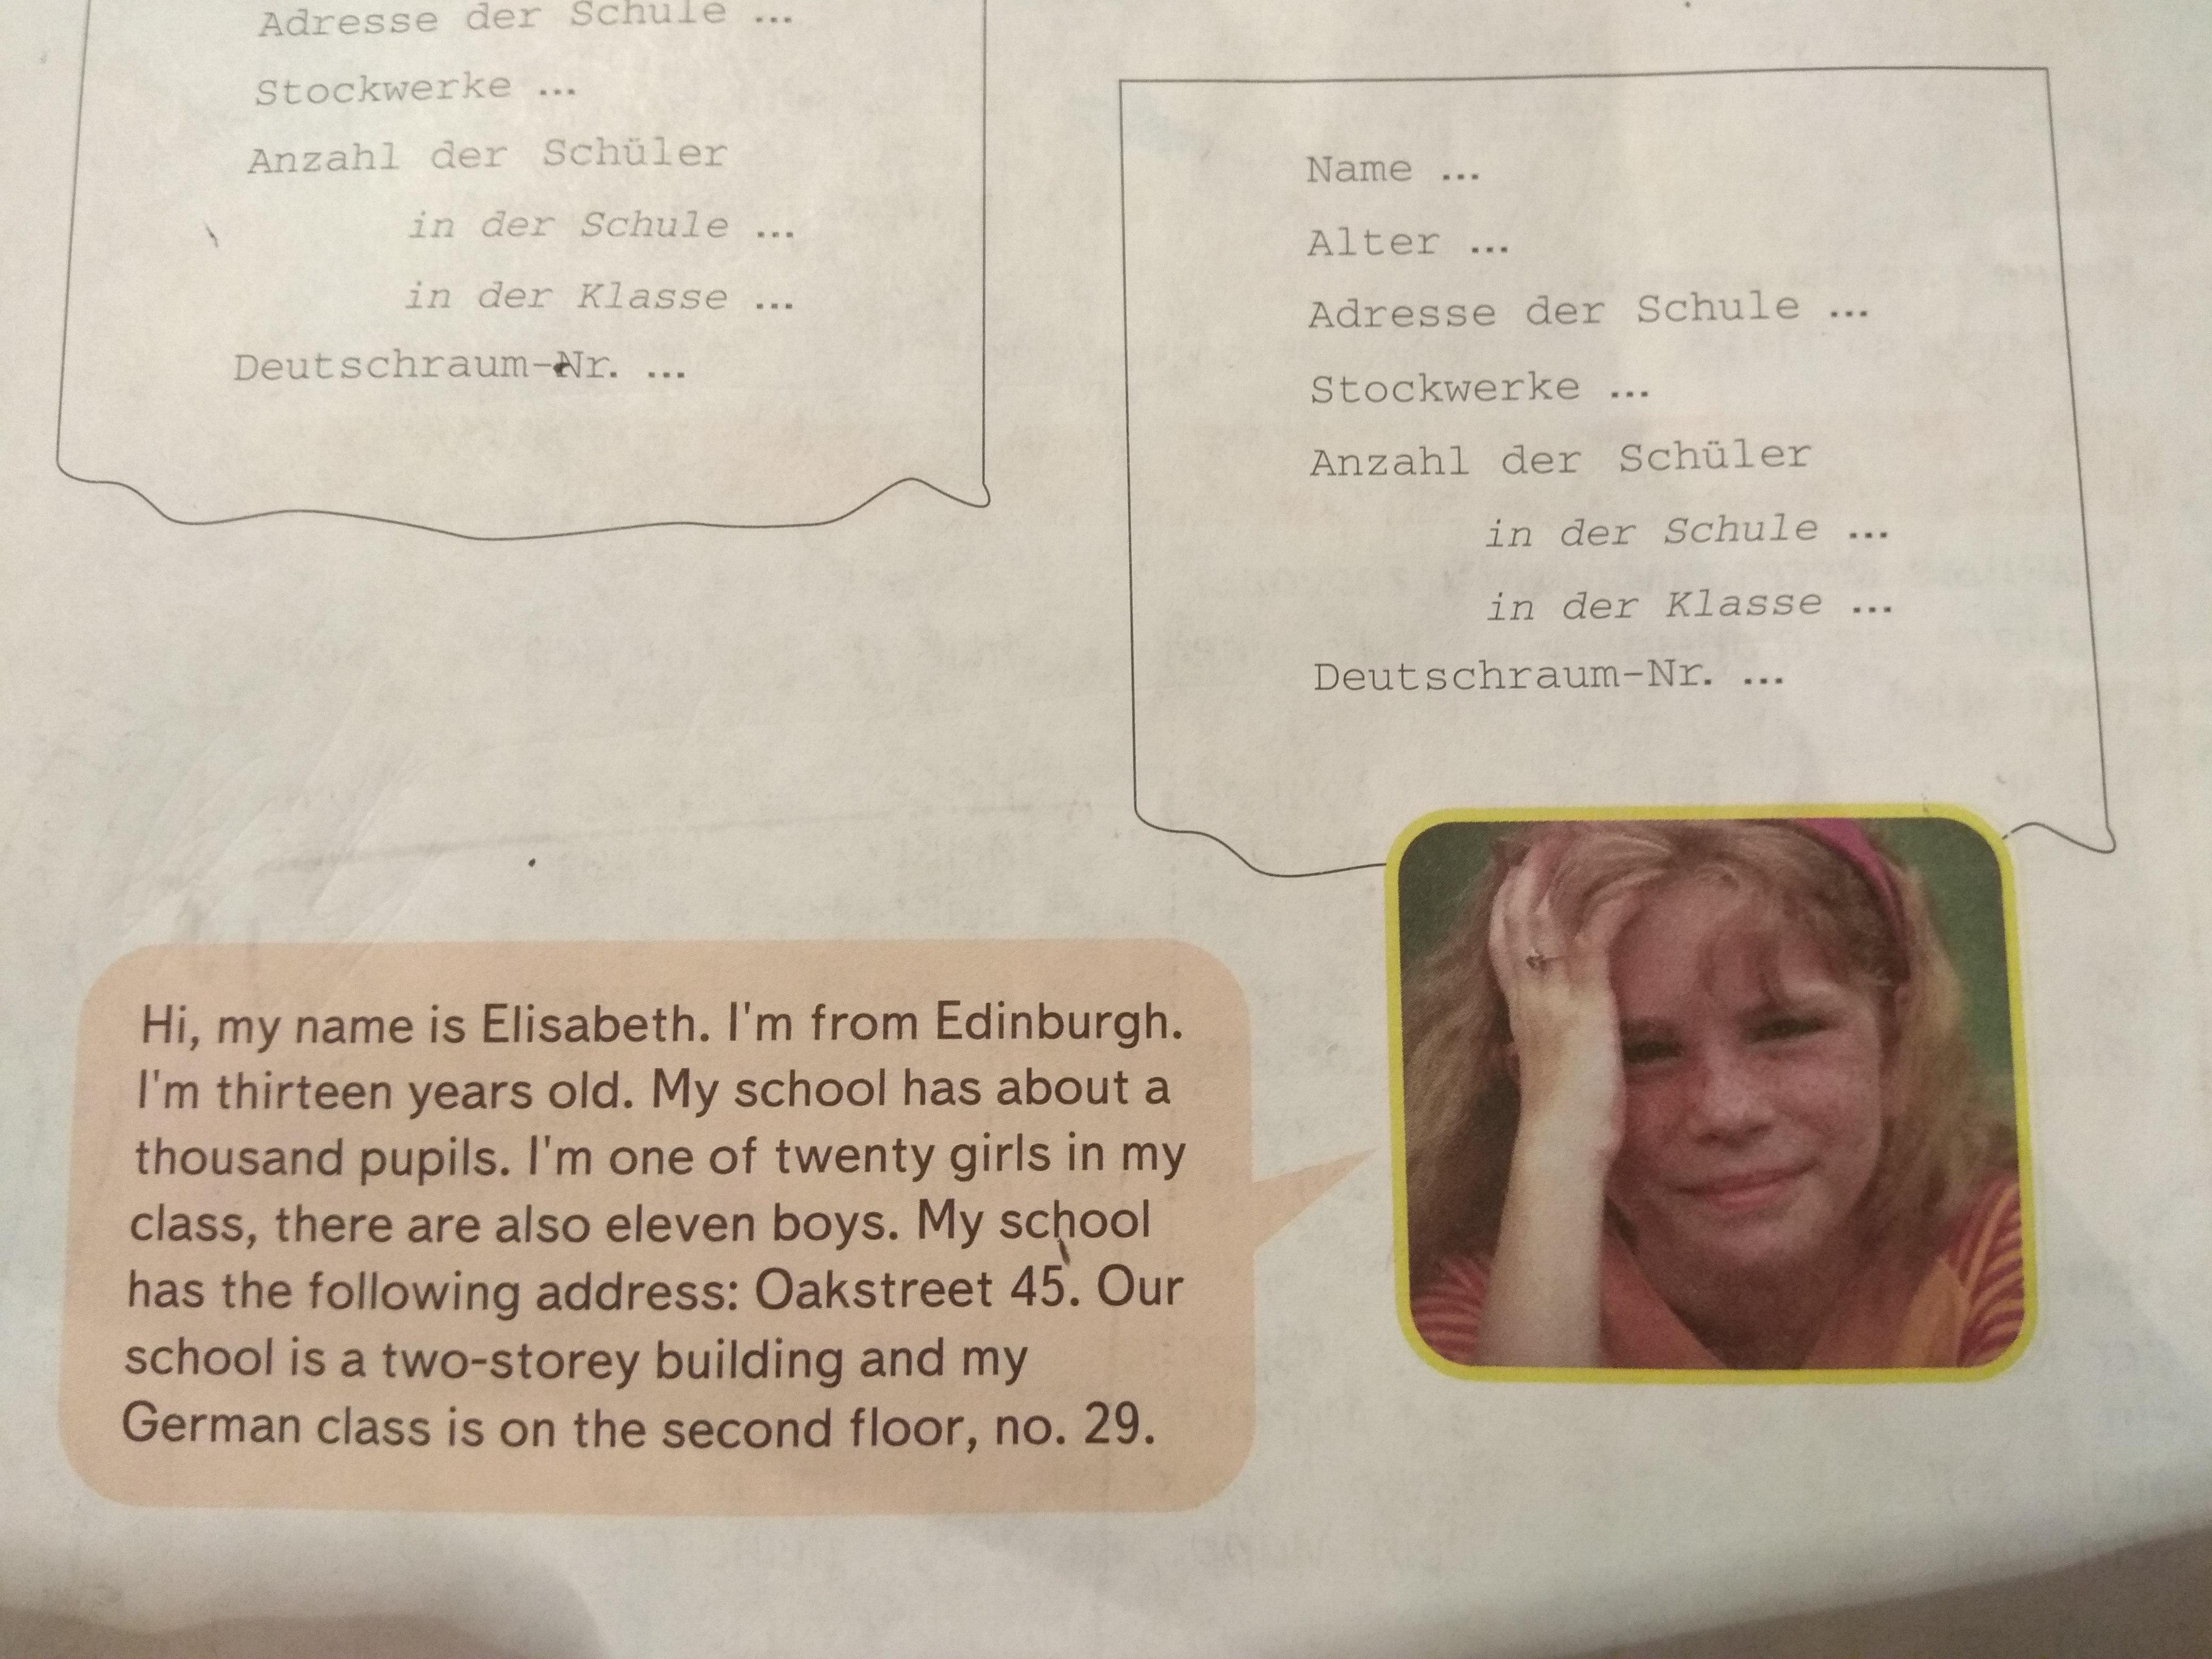 Adresse der Schule ...
Stockwerke ...
Anzahl der Schüler
in der Schule ...
in der Klasse ...
Deutschraum-Nr. ...
Name ...
Alter ...
Adresse der Schule ...
Stockwerke ...
Anzahl der Schüler
in der Schule ...
in der Klasse ...
Deutschraum-Nr. ...
Hi, my name is Elisabeth. I'm from Edinburgh.
I'm thirteen years old. My school has about a
thousand pupils. I'm one of twenty girls in my
class, there are also eleven boys. My school
has the following address: Oakstreet 45. Our
school is a two-storey building and my
German class is on the second floor, no. 29.